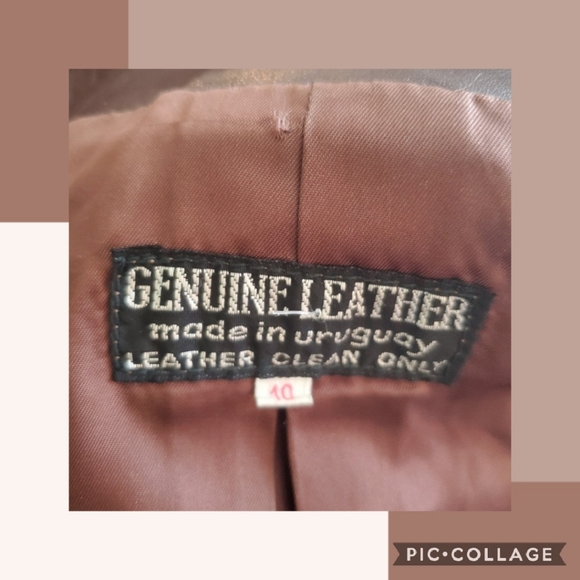 GENUINE LEATHER
made in uruguay
LEATHER CLEAN ONLY
10
PIC•COLLAGE